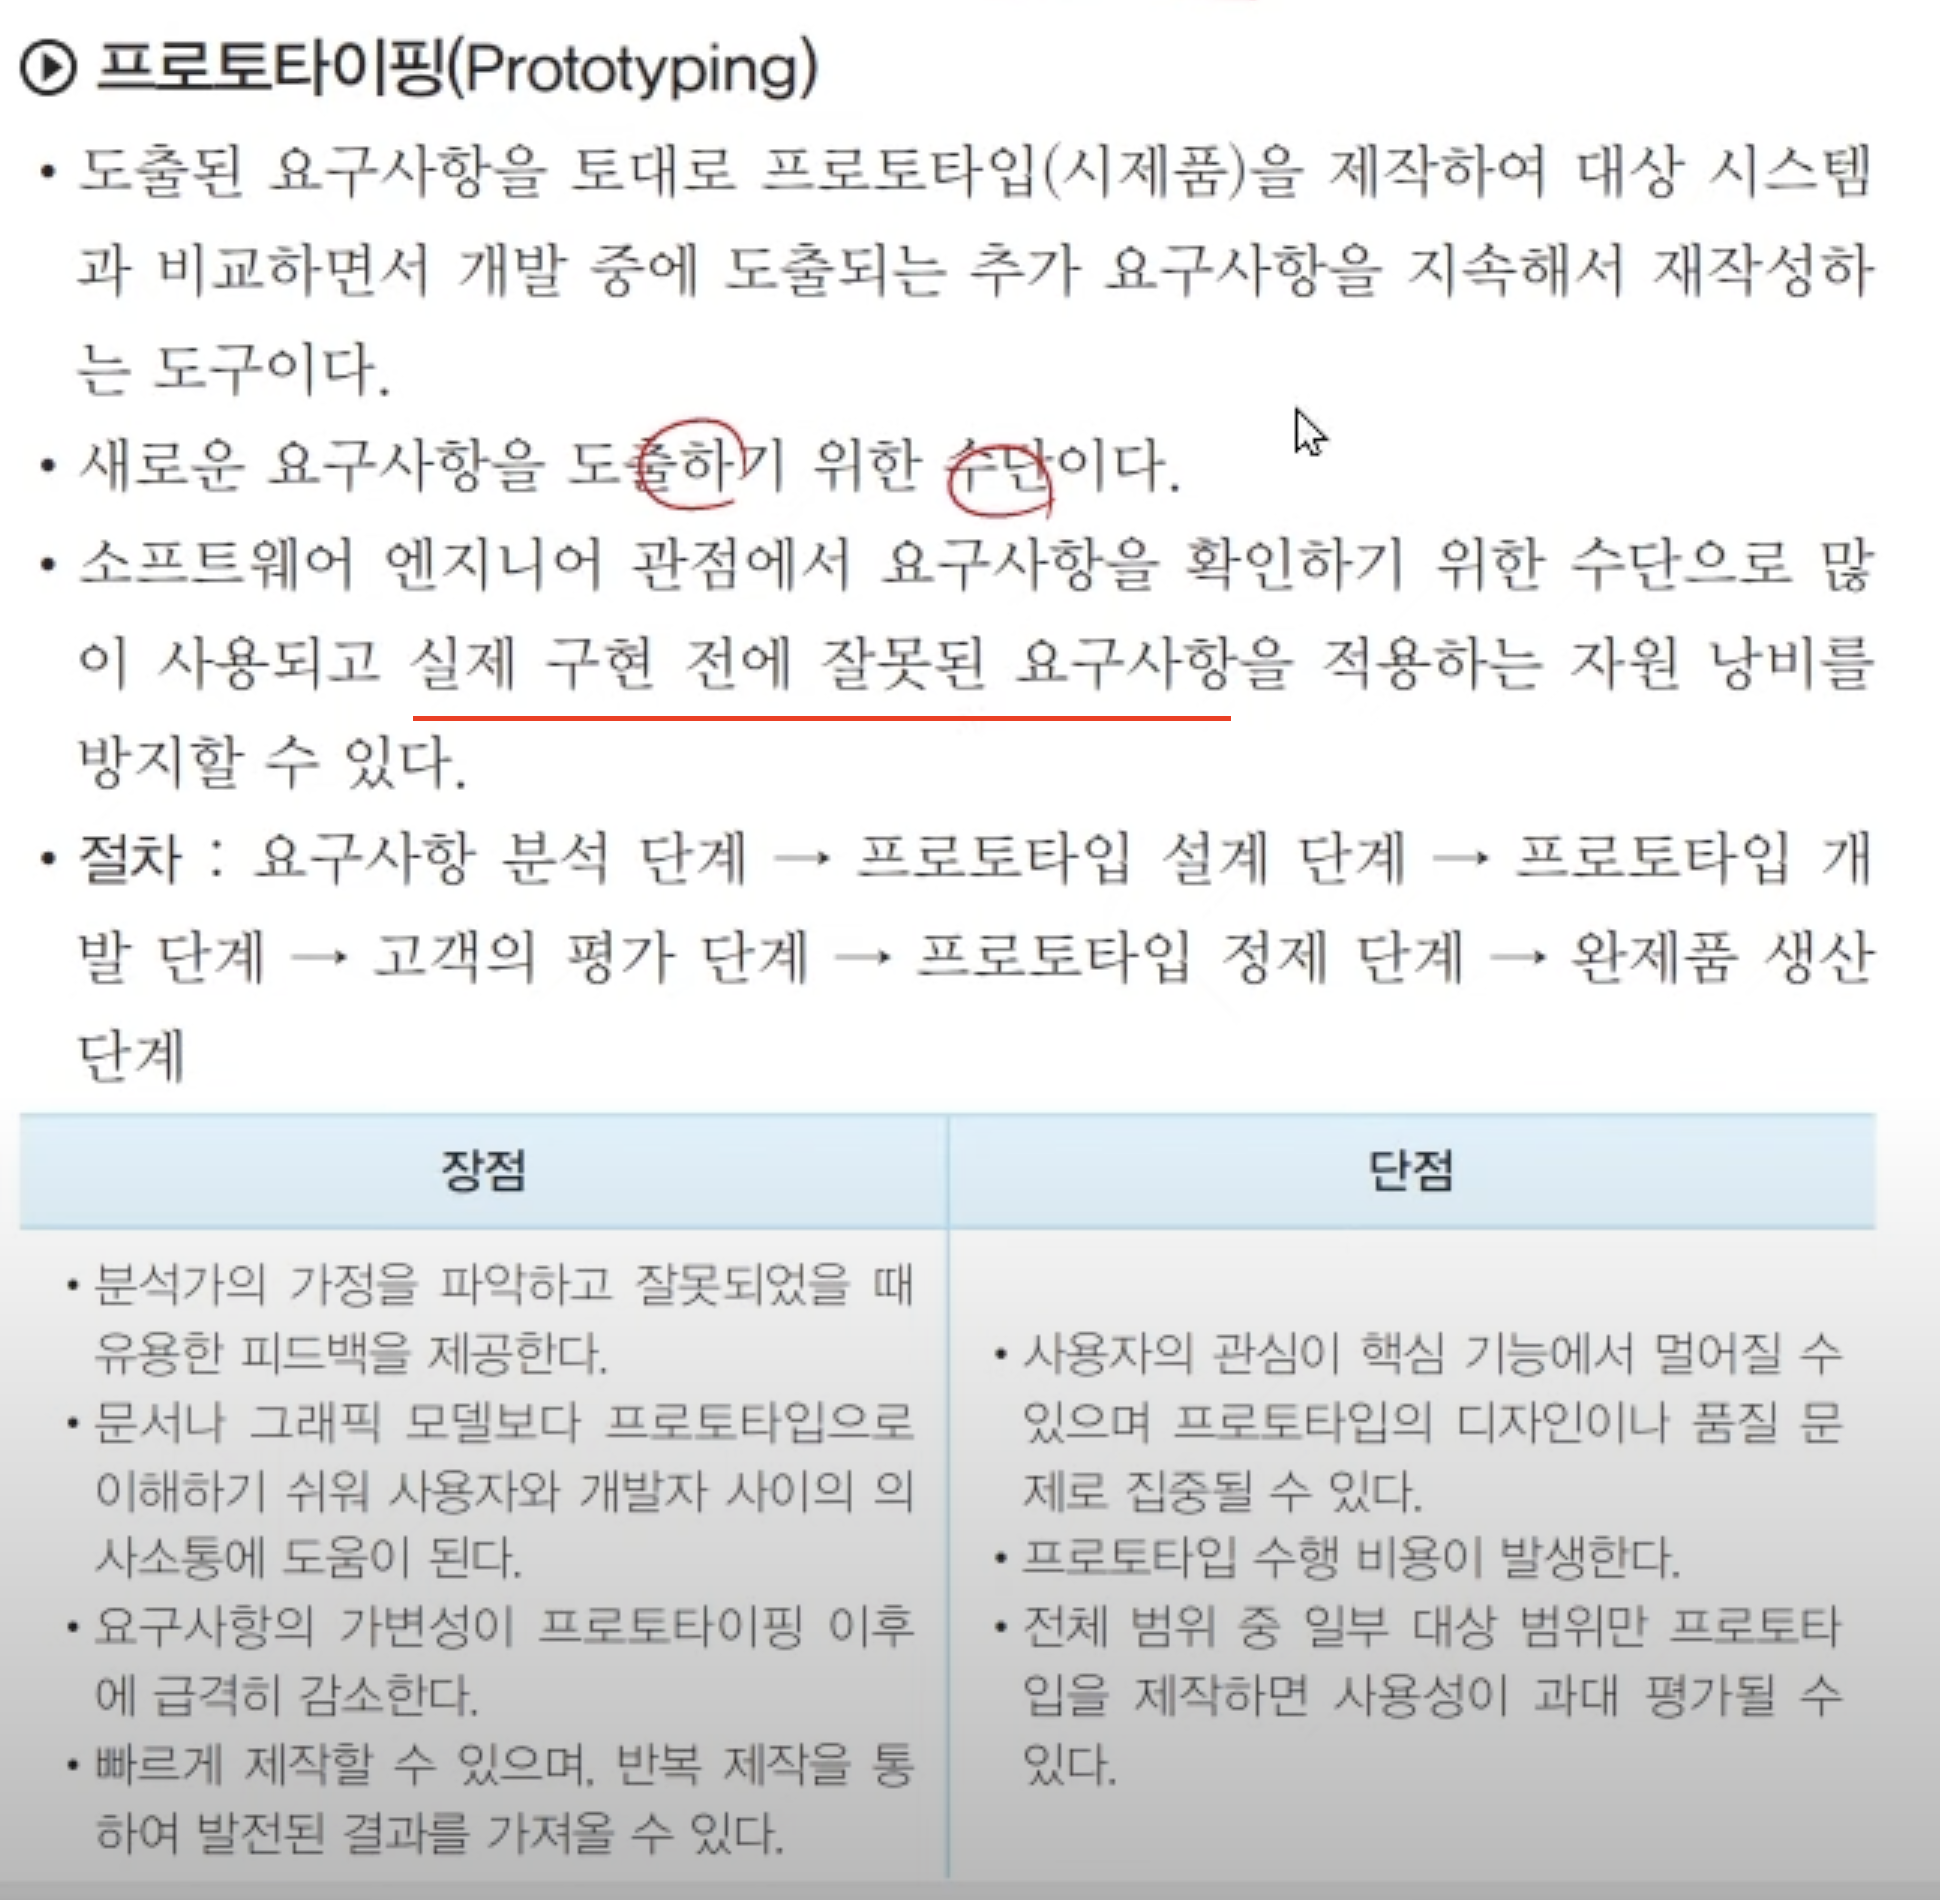 프로토타이핑(Prototyping)
• 도출된 요구사항을 토대로 프로토타입(시제품)을 제작하여 대상 시스템
과 비교하면서 개발 중에 도출되는 추가 요구사항을 지속해서 재작성하
는 도구이다.
• 새로운 요구사항을 도출하기 위한 수단이다.
• 소프트웨어 엔지니어 관점에서 요구사항을 확인하기 위한 수단으로 많
이 사용되고 실제 구현 전에 잘못된 요구사항을 적용하는 자원 낭비를
방지할 수 있다.
• 절차 : 요구사항 분석 단계 → 프로토타입 설계 단계 → 프로토타입 개
발 단계 → 고객의 평가 단계 → 프로토타입 정제 단계 → 완제품 생산
단계
장점
• 분석가의 가정을 파악하고 잘못되었을 때
유용한 피드백을 제공한다.
• 문서나 그래픽 모델보다 프로토타입으로
이해하기 쉬워 사용자와 개발자 사이의 의
사소통에 도움이 된다.
• 요구사항의 가변성이 프로토타이핑 이후
에 급격히 감소한다.
• 빠르게 제작할 수 있으며, 반복 제작을 통
하여 발전된 결과를 가져올 수 있다.
단점
• 사용자의 관심이 핵심 기능에서 멀어질 수
있으며 프로토타입의 디자인이나 품질 문
제로 집중될 수 있다.
• 프로토타입 수행 비용이 발생한다.
• 전체 범위 중 일부 대상 범위만 프로토타
입을 제작하면 사용성이 과대 평가될 수
있다.